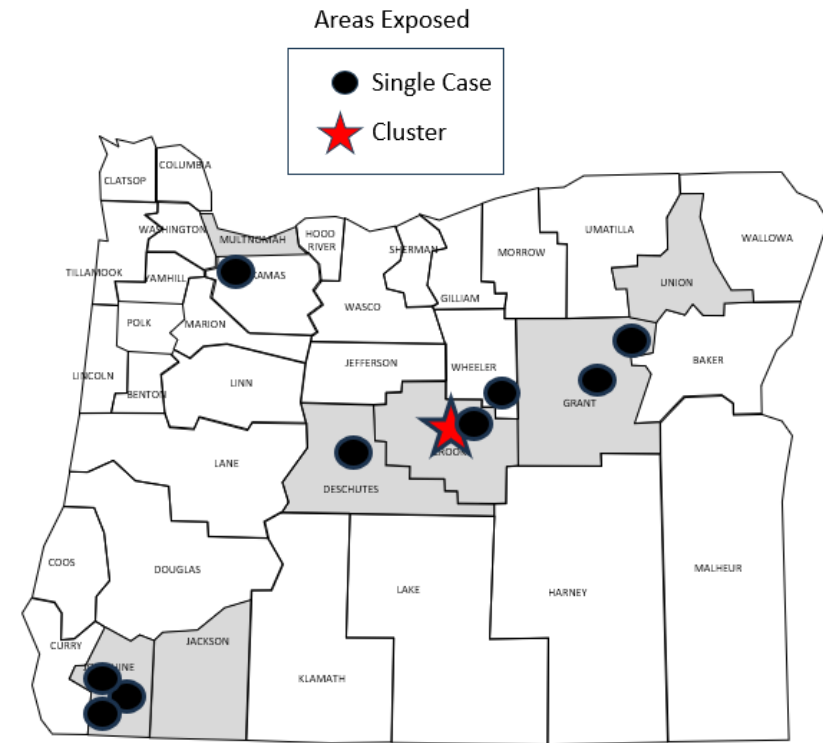 Areas Exposed
Single Case
Cluster
COLUMBIA
CLATSOP
WASHINGTON
MULTNOMAH
HOOD
RIVER
SHERMAN
UMATILLA
WALLOWA
MORROW
TILLAMOOK
YAMHILL
KAMAS
UNION
GILLIAM
WASCO
POLK
MARION
JEFFERSON
WHEELER
BAKER
LINCOLN
LINN
BENTON
GRANT
LANE
CROOK
DESCHUTES
COOS
DOUGLAS
LAKE
HARNEY
MALHEUR
CURRY
JACKSON
KLAMATH